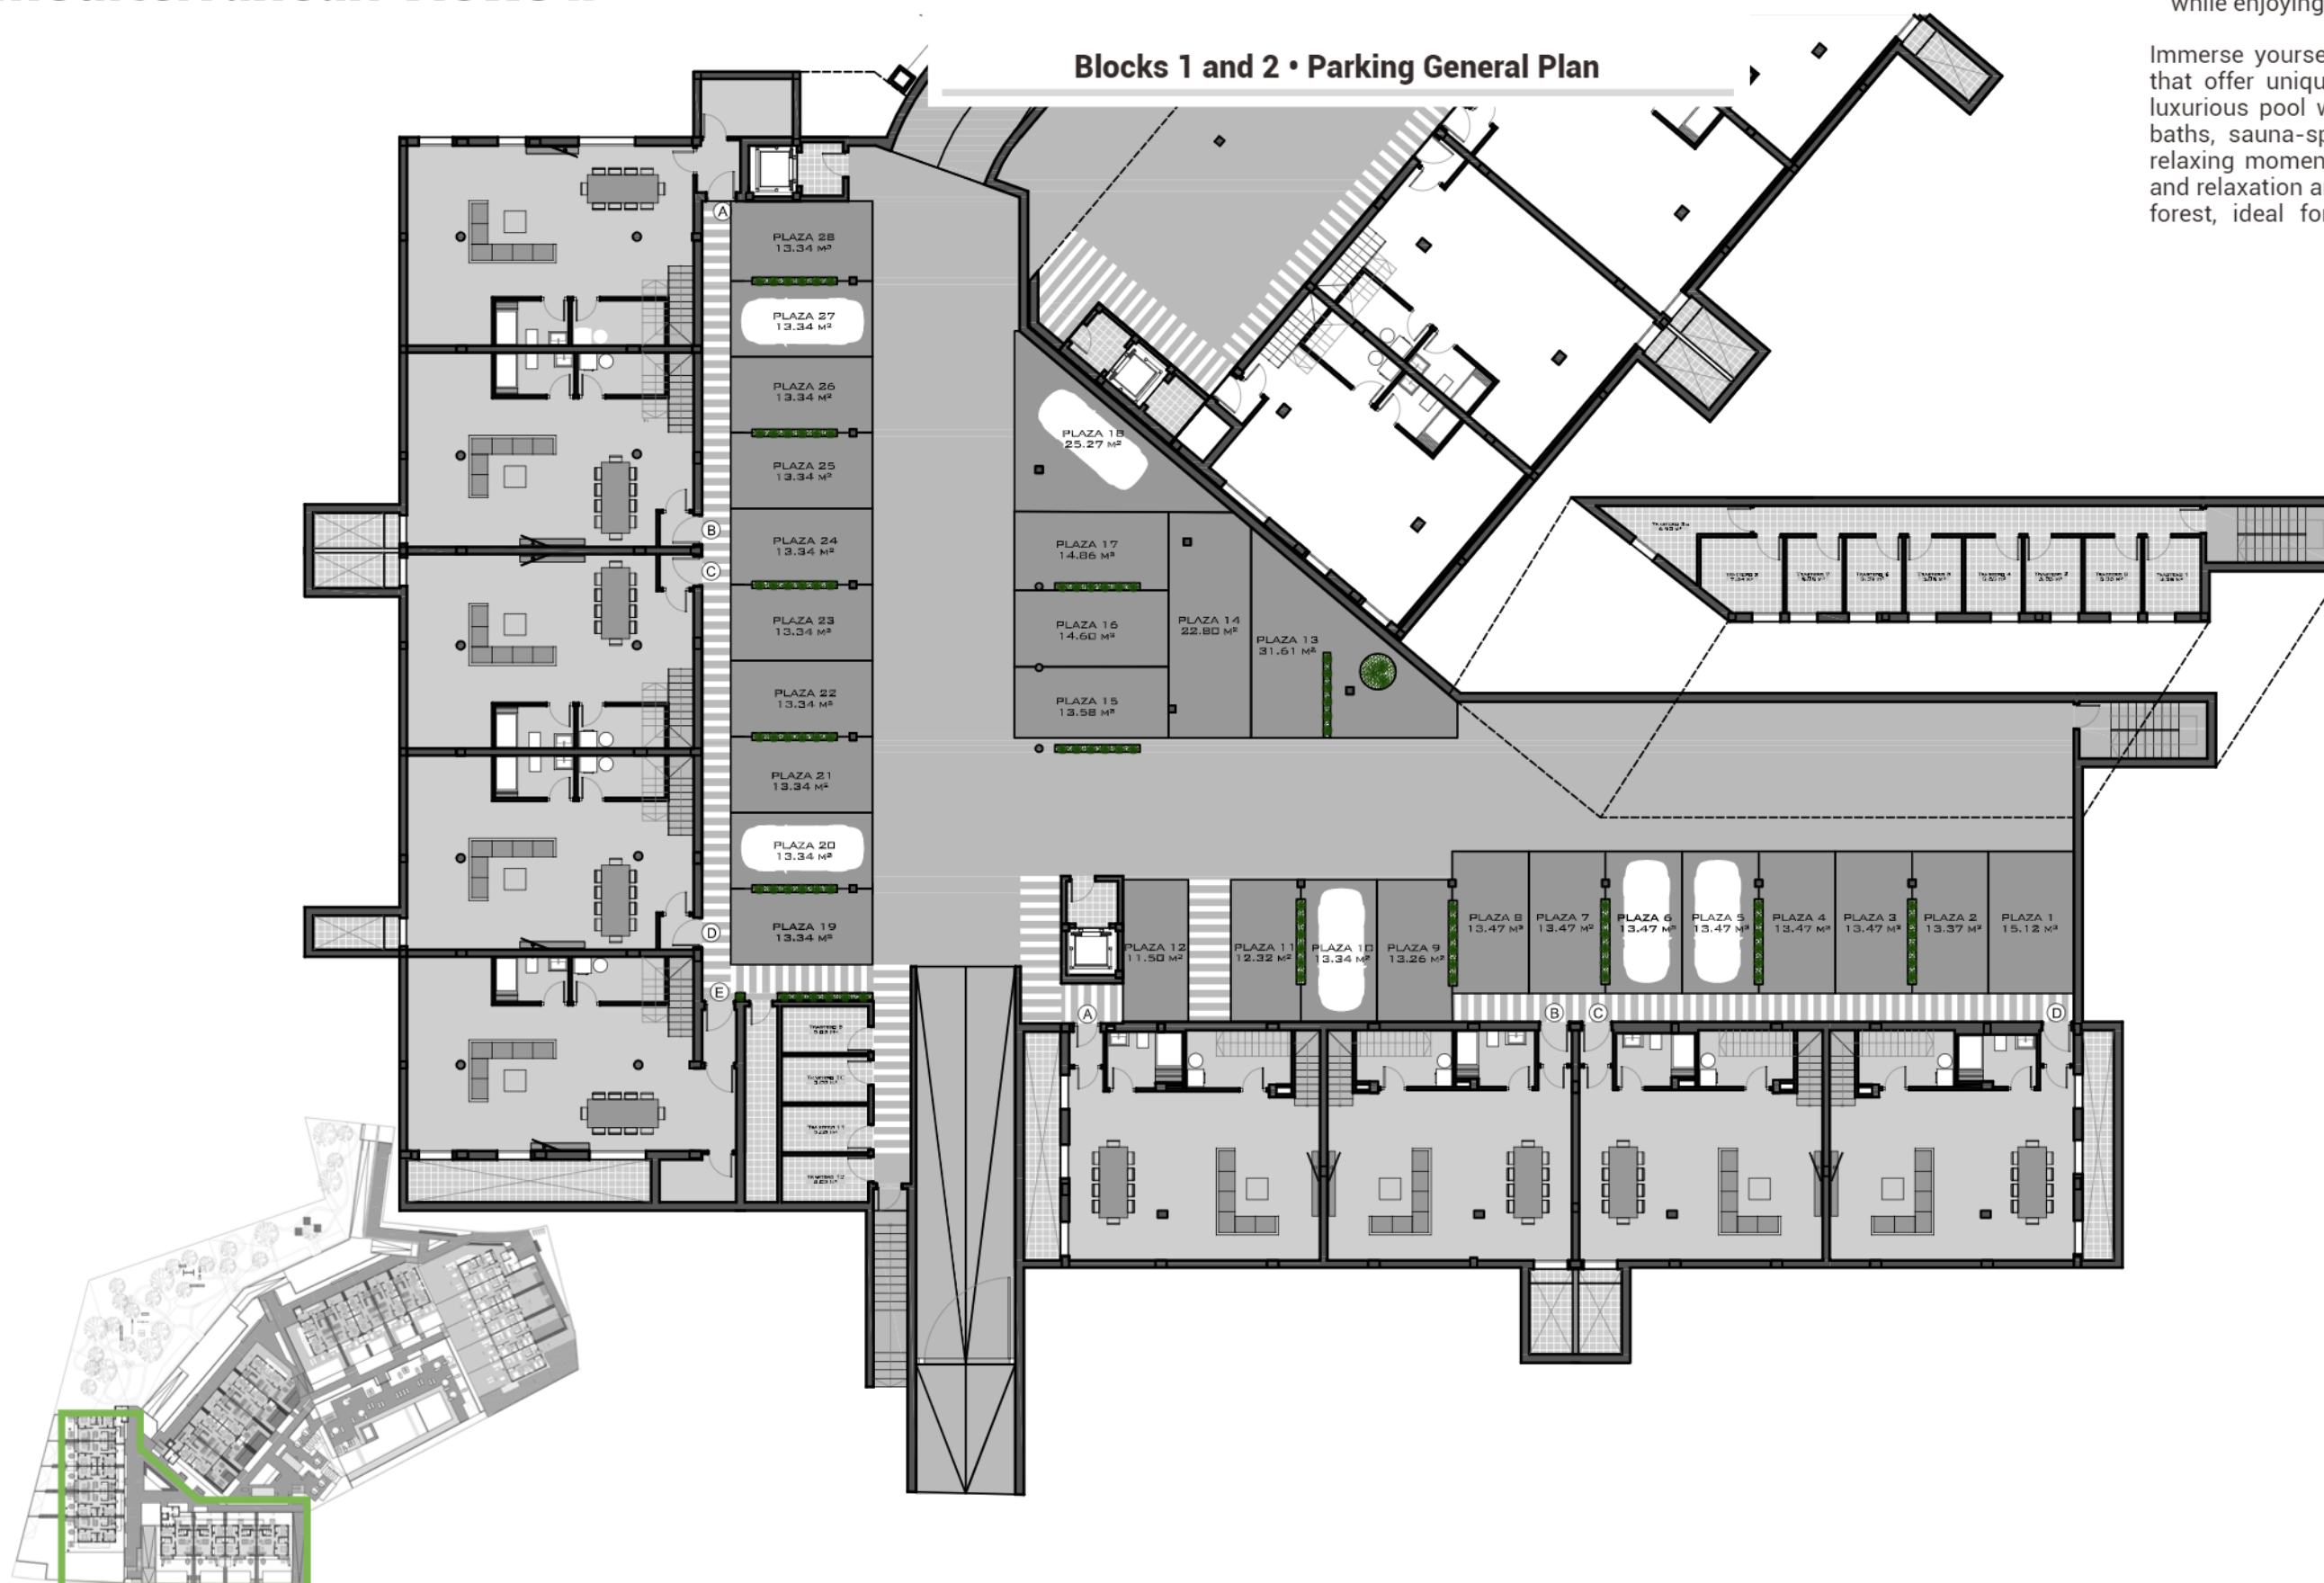 while enjoying
Immerse yourse
that offer uniqu
luxurious pool w
baths, sauna-sp
relaxing momen
and relaxation a
forest, ideal for
Blocks 1 and 2 • Parking General Plan
A
PLAZA 28
13.34 M²
PLAZA 27
13.34 M²
PLAZA 26
13.34 M²
PLAZA 25
13.34 M²
B
PLAZA 24
13.34 M²
C
PLAZA 23
13.34 M²
PLAZA 22
13.34 M²
PLAZA 21
13.34 M²
PLAZA 20
13.34 M²
D
PLAZA 19
13.34 M²
E
PLAZA 18
25.27 M²
PLAZA 17
14.86 M²
PLAZA 16
14.60 M²
PLAZA 15
13.58 M²
PLAZA 14
22.80 M²
PLAZA 13
31.61 M²
PLAZA 12
11.50 M²
PLAZA 11
12.32 M²
PLAZA 10
13.34 M²
PLAZA 9
13.26 M²
PLAZA 8
13.47 M²
PLAZA 7
13.47 M²
PLAZA 6
13.47 M²
PLAZA 5
13.47 M²
PLAZA 4
13.47 M²
PLAZA 3
13.47 M²
PLAZA 2
13.37 M²
PLAZA 1
15.12 M²
A
B
C
D